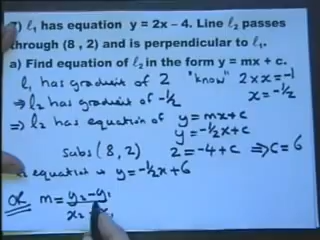 7) ℓ₁ has equation y = 2x – 4. Line ℓ₂ passes
through (8 , 2) and is perpendicular to ℓ₁.
a) Find equation of ℓ₂ in the form y = mx + c.
ℓ₁ has gradient of 2 "know" 2×x=-1
⇒ ℓ₂ has gradient of -½ x=-½
⇒ ℓ₂ has equation of y=mx+c
y=-½x+c
Subs (8,2) 2=-4+c ⇒ c=6
equation is y=-½x+6
OR m=y₂-y₁
x₂ x₁